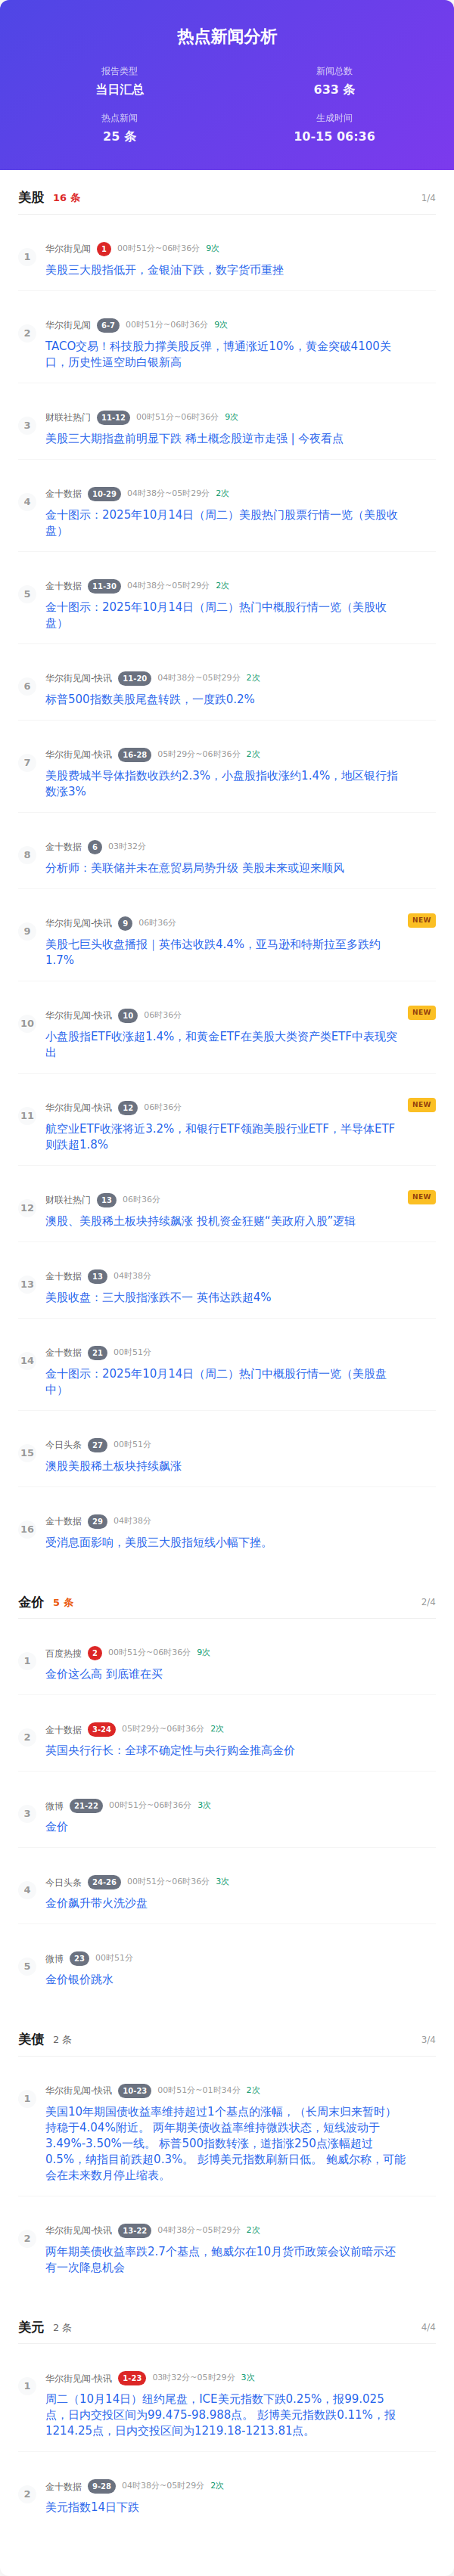 热点新闻分析
报告类型
新闻总数
当日汇总
633 条
热点新闻
生成时间
25 条
10-15 06:36
美股 16 条 1/4
1
华尔街见闻 1 00时51分~06时36分 9次
美股三大股指低开，金银油下跌，数字货币重挫
2
华尔街见闻 6-7 00时51分~06时36分 9次
TACO交易！科技股力撑美股反弹，博通涨近10%，黄金突破4100关
口，历史性逼空助白银新高
3
财联社热门 11-12 00时51分~06时36分 9次
美股三大期指盘前明显下跌 稀土概念股逆市走强 | 今夜看点
4
金十数据 10-29 04时38分~05时29分 2次
金十图示：2025年10月14日（周二）美股热门股票行情一览（美股收
盘）
5
金十数据 11-30 04时38分~05时29分 2次
金十图示：2025年10月14日（周二）热门中概股行情一览（美股收
盘）
6
华尔街见闻-快讯 11-20 04时38分~05时29分 2次
标普500指数美股尾盘转跌，一度跌0.2%
7
华尔街见闻-快讯 16-28 05时29分~06时36分 2次
美股费城半导体指数收跌约2.3%，小盘股指收涨约1.4%，地区银行指
数涨3%
8
金十数据 6 03时32分
分析师：美联储并未在意贸易局势升级 美股未来或迎来顺风
9
华尔街见闻-快讯 9 06时36分 NEW
美股七巨头收盘播报｜英伟达收跌4.4%，亚马逊和特斯拉至多跌约
1.7%
10
华尔街见闻-快讯 10 06时36分 NEW
小盘股指ETF收涨超1.4%，和黄金ETF在美股大类资产类ETF中表现突
出
11
华尔街见闻-快讯 12 06时36分 NEW
航空业ETF收涨将近3.2%，和银行ETF领跑美股行业ETF，半导体ETF
则跌超1.8%
12
财联社热门 13 06时36分 NEW
澳股、美股稀土板块持续飙涨 投机资金狂赌“美政府入股”逻辑
13
金十数据 13 04时38分
美股收盘：三大股指涨跌不一 英伟达跌超4%
14
金十数据 21 00时51分
金十图示：2025年10月14日（周二）热门中概股行情一览（美股盘
中）
15
今日头条 27 00时51分
澳股美股稀土板块持续飙涨
16
金十数据 29 04时38分
受消息面影响，美股三大股指短线小幅下挫。
金价 5 条 2/4
1
百度热搜 2 00时51分~06时36分 9次
金价这么高 到底谁在买
2
金十数据 3-24 05时29分~06时36分 2次
英国央行行长：全球不确定性与央行购金推高金价
3
微博 21-22 00时51分~06时36分 3次
金价
4
今日头条 24-26 00时51分~06时36分 3次
金价飙升带火洗沙盘
5
微博 23 00时51分
金价银价跳水
美债 2 条 3/4
1
华尔街见闻-快讯 10-23 00时51分~01时34分 2次
美国10年期国债收益率维持超过1个基点的涨幅，（长周末归来暂时）
持稳于4.04%附近。 两年期美债收益率维持微跌状态，短线波动于
3.49%-3.50%一线。 标普500指数转涨，道指涨250点涨幅超过
0.5%，纳指目前跌超0.3%。 彭博美元指数刷新日低。 鲍威尔称，可能
会在未来数月停止缩表。
2
华尔街见闻-快讯 13-22 04时38分~05时29分 2次
两年期美债收益率跌2.7个基点，鲍威尔在10月货币政策会议前暗示还
有一次降息机会
美元 2 条 4/4
1
华尔街见闻-快讯 1-23 03时32分~05时29分 3次
周二（10月14日）纽约尾盘，ICE美元指数下跌0.25%，报99.025
点，日内交投区间为99.475-98.988点。 彭博美元指数跌0.11%，报
1214.25点，日内交投区间为1219.18-1213.81点。
2
金十数据 9-28 04时38分~05时29分 2次
美元指数14日下跌